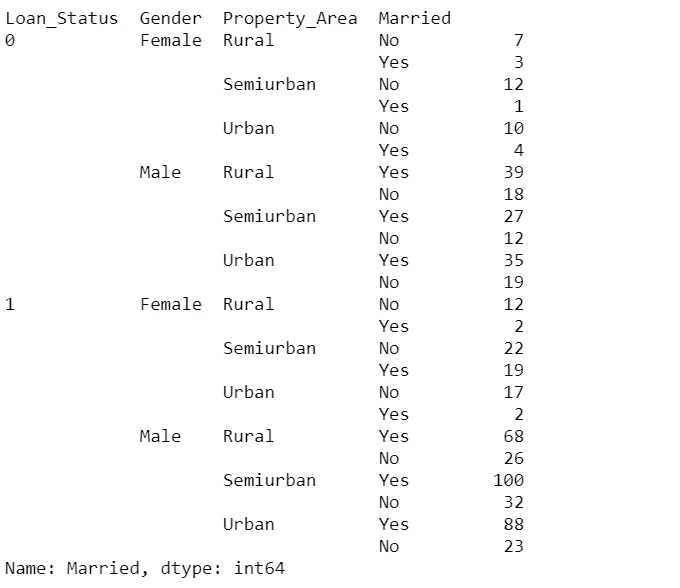 Loan_Status  Gender  Property_Area  Married
0            Female  Rural          No           7
                                    Yes          3
                     Semiurban      No          12
                                    Yes          1
                     Urban          No          10
                                    Yes          4
             Male    Rural          Yes         39
                                    No          18
                     Semiurban      Yes         27
                                    No          12
                     Urban          Yes         35
                                    No          19
1            Female  Rural          No          12
                                    Yes          2
                     Semiurban      No          22
                                    Yes         19
                     Urban          No          17
                                    Yes          2
             Male    Rural          Yes         68
                                    No          26
                     Semiurban      Yes        100
                                    No          32
                     Urban          Yes         88
                                    No          23
Name: Married, dtype: int64